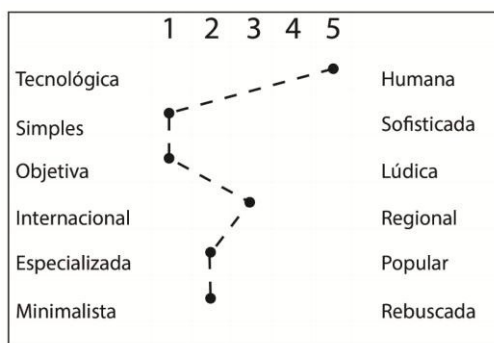 1 2 3 4 5
Tecnológica Humana
Simples Sofisticada
Objetiva Lúdica
Internacional Regional
Especializada Popular
Minimalista Rebuscada